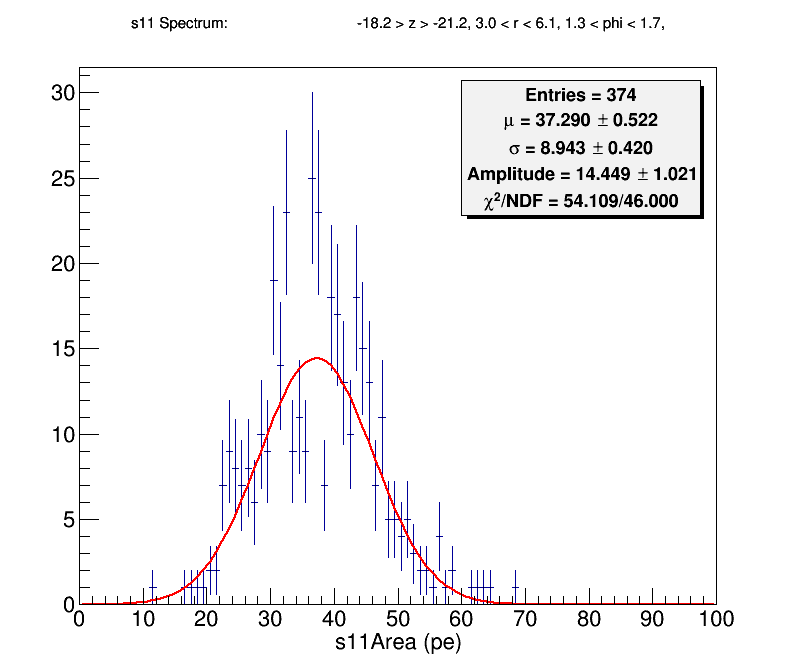 s11 Spectrum: -18.2 > z > -21.2, 3.0 < r < 6.1, 1.3 < phi < 1.7,
Entries = 374
μ = 37.290 ± 0.522
σ = 8.943 ± 0.420
Amplitude = 14.449 ± 1.021
χ²/NDF = 54.109/46.000
30
25
20
15
10
5
0
0 10 20 30 40 50 60 70 80 90 100
s11Area (pe)